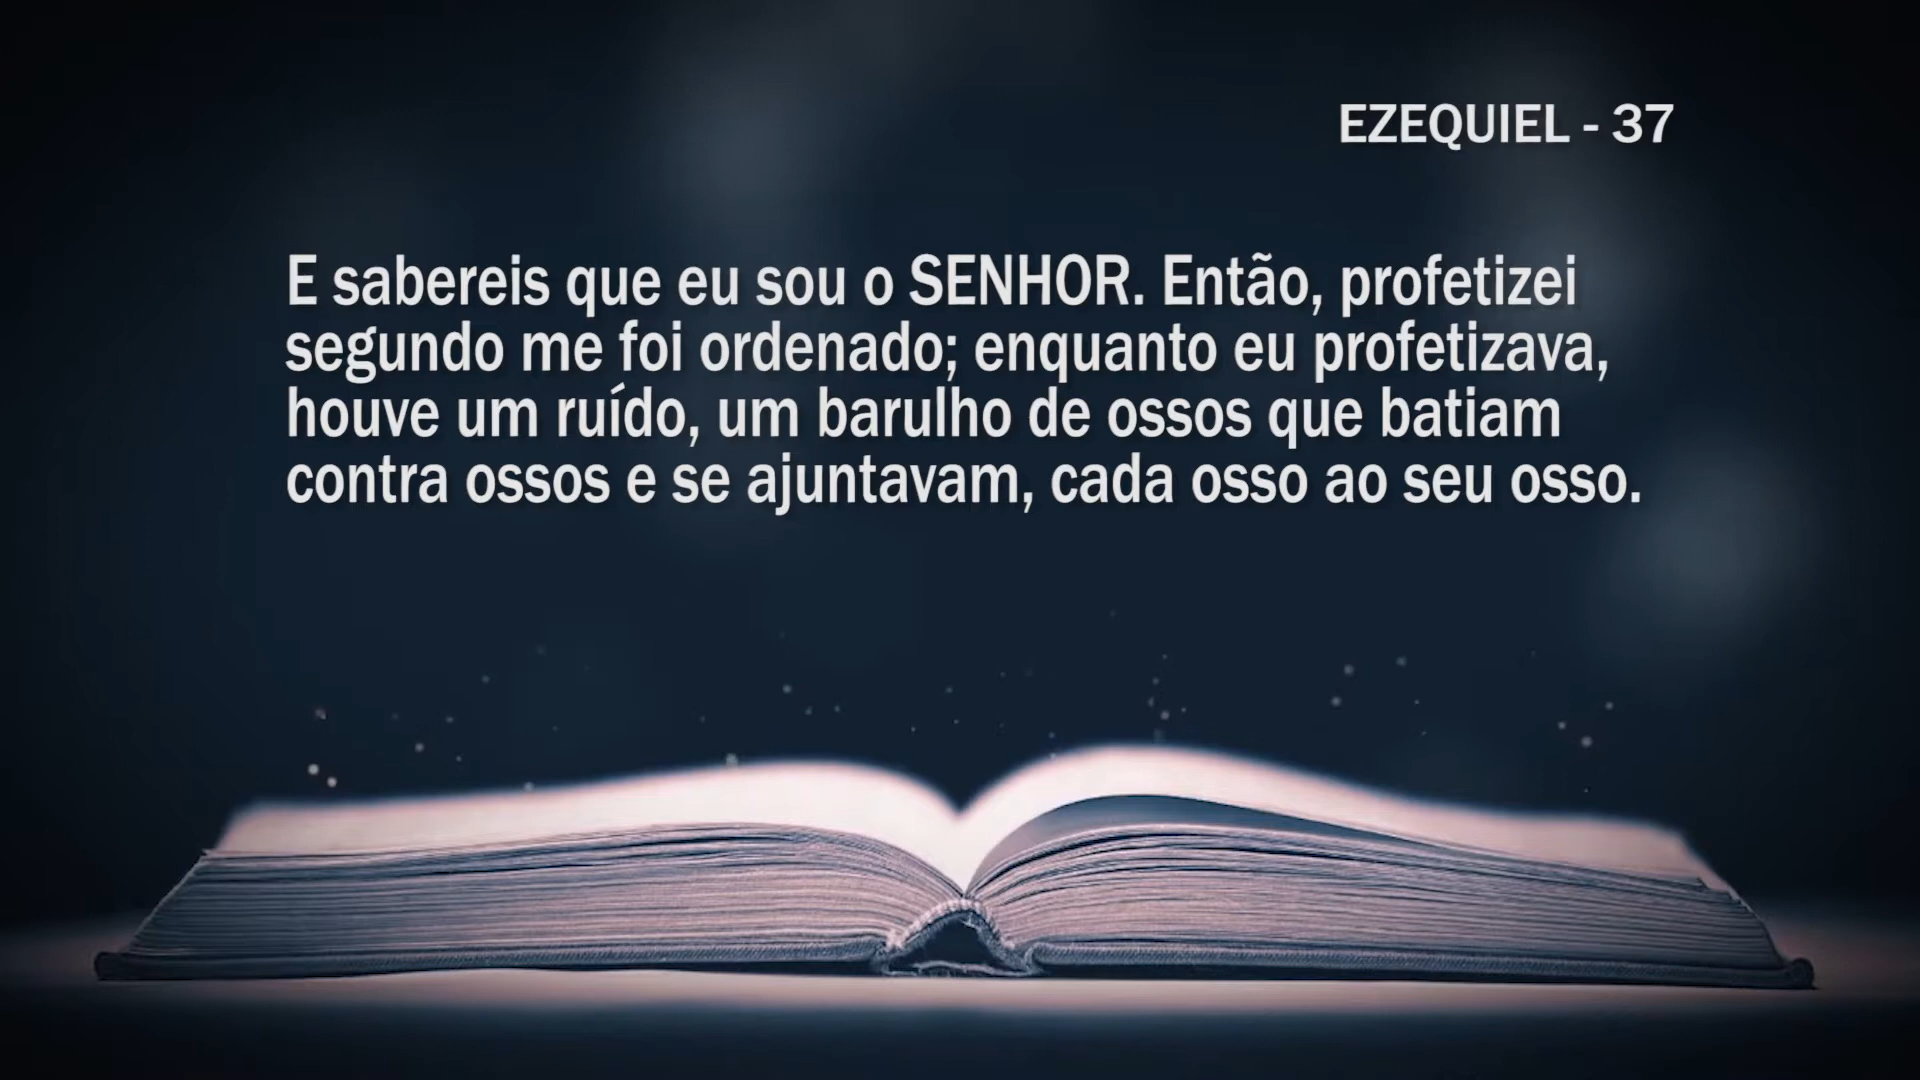 EZEQUIEL - 37
E sabereis que eu sou o SENHOR. Então, profetizei
segundo me foi ordenado; enquanto eu profetizava,
houve um ruído, um barulho de ossos que batiam
contra ossos e se ajuntavam, cada osso ao seu osso.